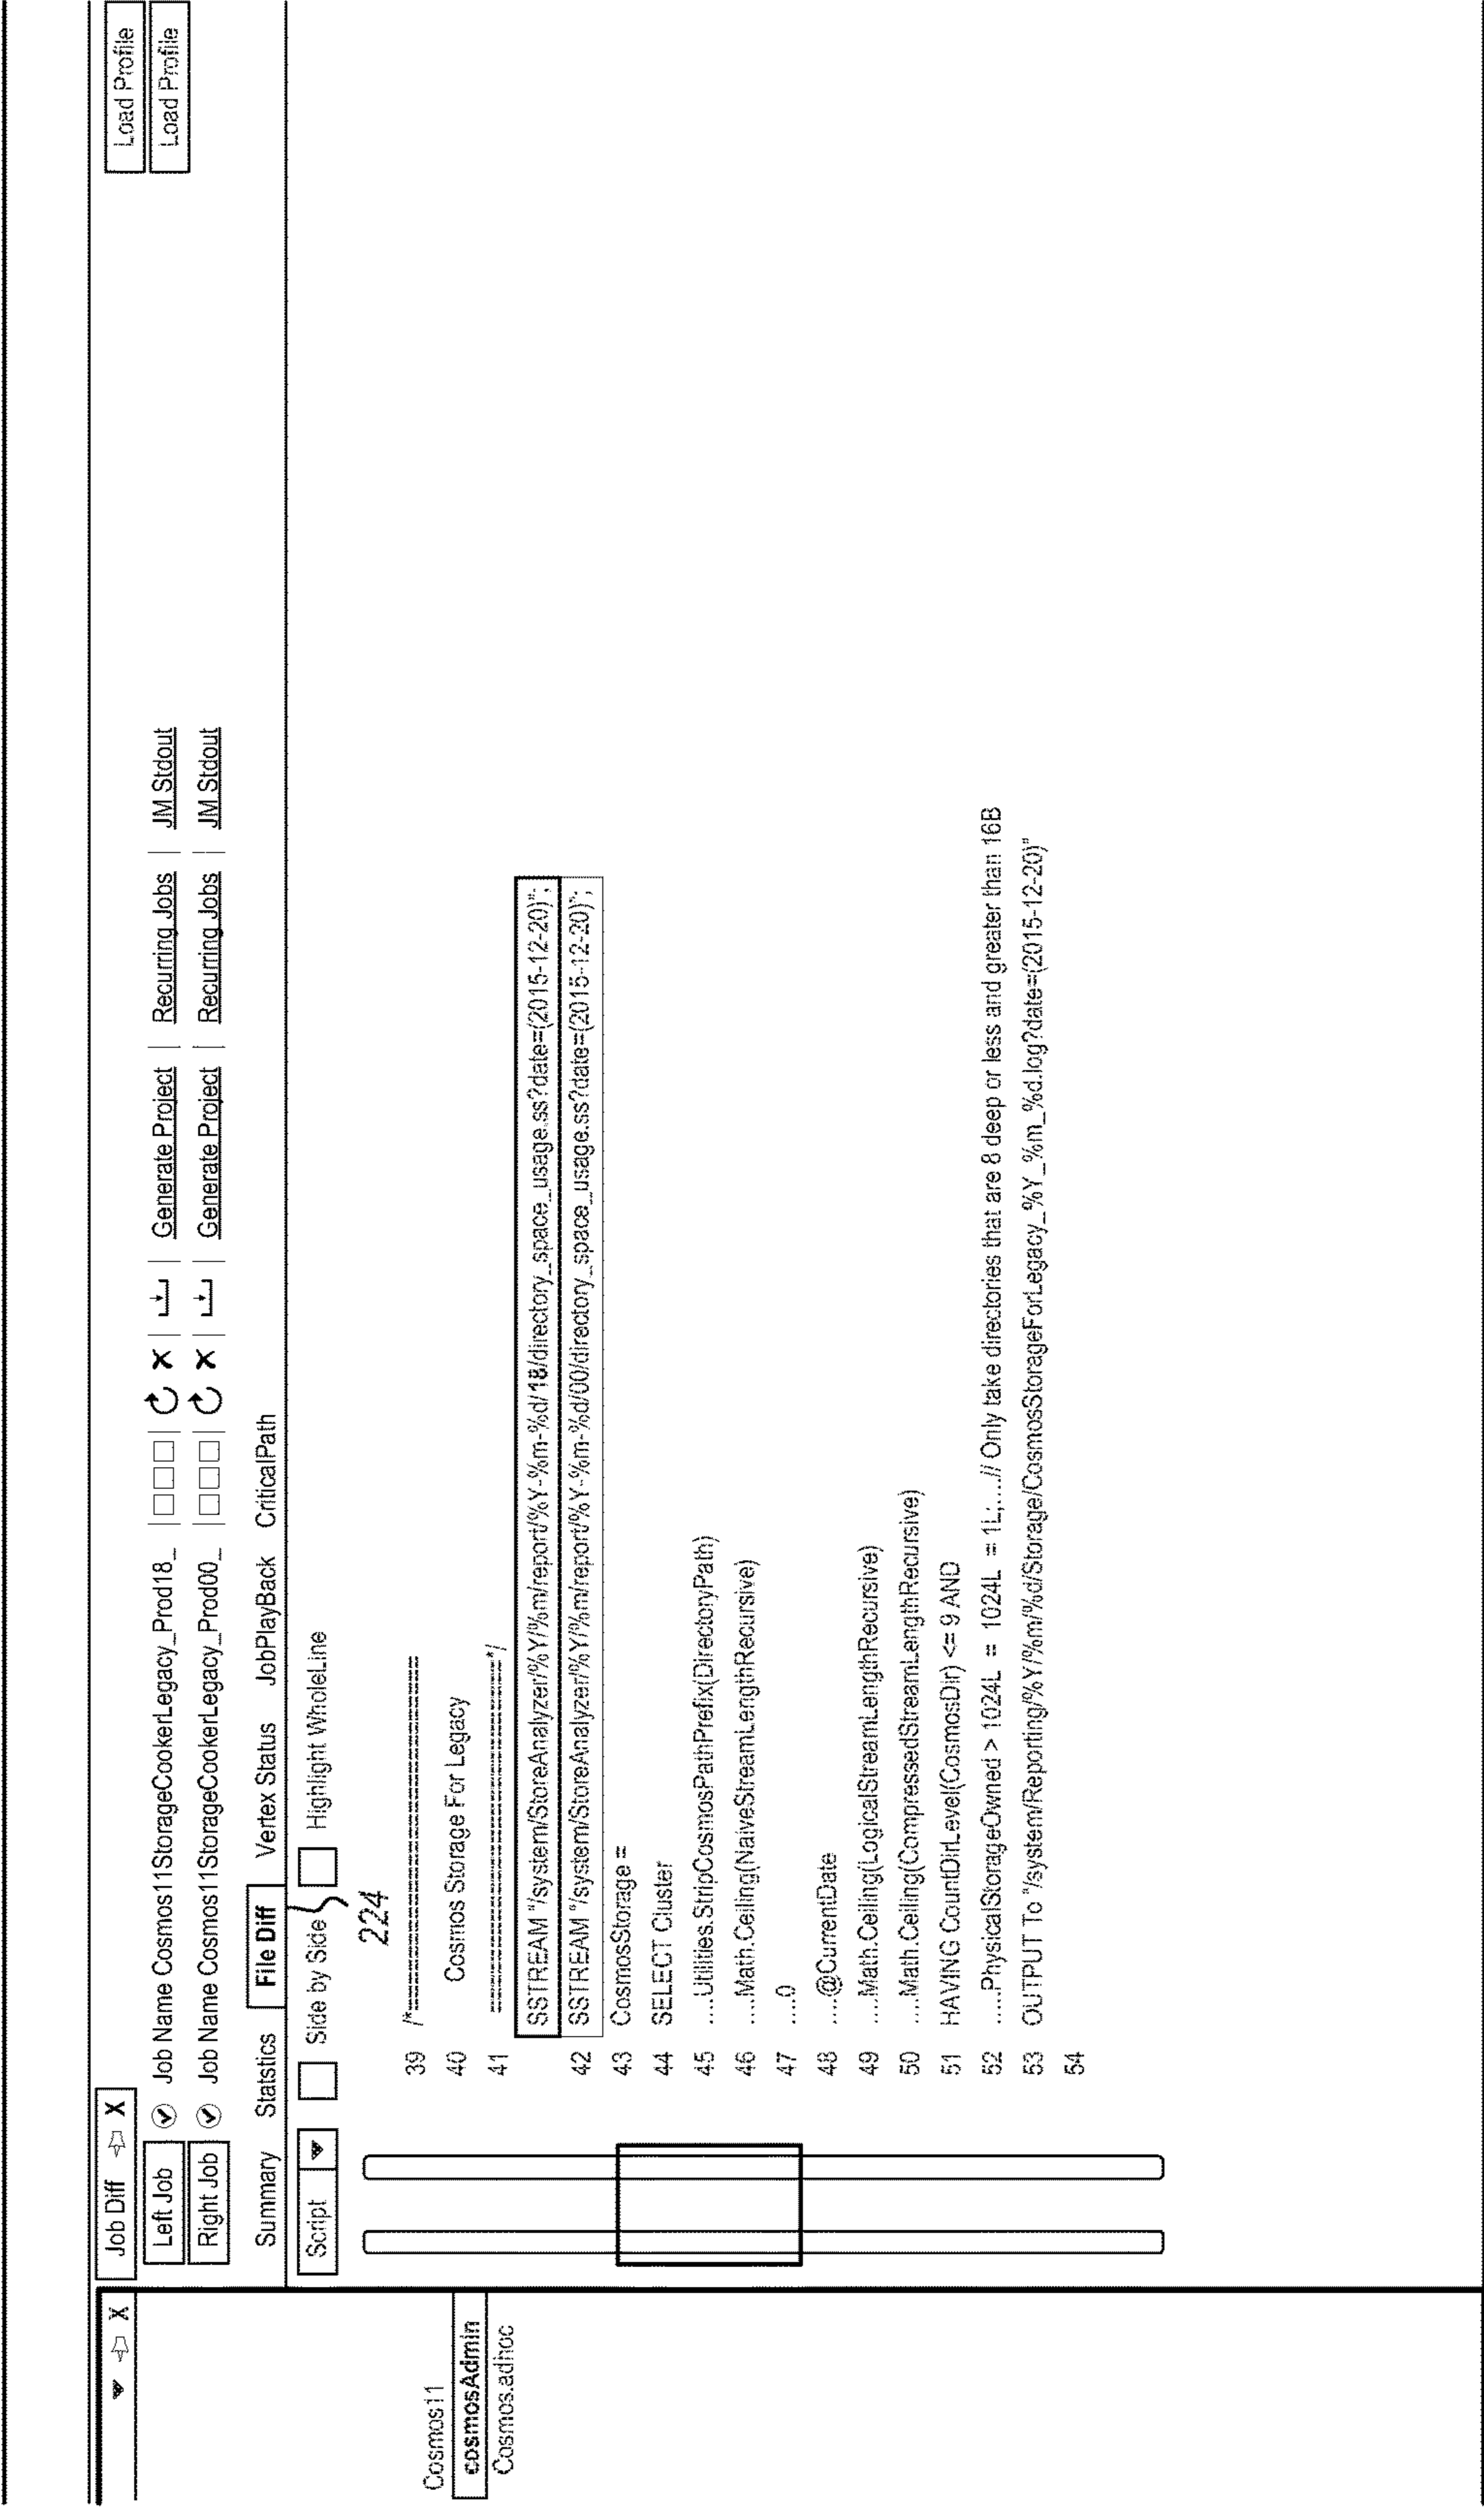 Job Diff X
Load Profile
Left Job Job Name Cosmos11StorageCookerLegacy_Prod18_ X Generate Project Recurring Jobs JM Stdout
Load Profile
Right Job Job Name Cosmos11StorageCookerLegacy_Prod00_ X Generate Project Recurring Jobs JM Stdout
Summary Statstics File Diff Vertex Status JobPlayBack CriticalPath
Script Side by Side Highlight WholeLine
224
X
Cosmos11
cosmosAdmin
Cosmos.adhoc
39 /*
40 Cosmos Storage For Legacy
41 */
SSTREAM "/system/StoreAnalyzer/%Y/%m/report/%Y-%m-%d/18/directory_space_usage.ss?date=(2015-12-20)";
42 SSTREAM "/system/StoreAnalyzer/%Y/%m/report/%Y-%m-%d/00/directory_space_usage.ss?date=(2015-12-20)";
43 CosmosStorage =
44 SELECT Cluster
45 ....Utilities.StripCosmosPathPrefix(DirectoryPath)
46 ....Math.Ceiling(NaiveStreamLengthRecursive)
47 ....0
48 ....@CurrentDate
49 ....Math.Ceiling(LogicalStreamLengthRecursive)
50 ....Math.Ceiling(CompressedStreamLengthRecursive)
51 HAVING CountDirLevel(CosmosDir) <= 9 AND
52 .....PhysicalStorageOwned > 1024L = 1024L = 1L;....// Only take directories that are 8 deep or less and greater than 16B
53 OUTPUT To "/system/Reporting/%Y/%m/%d/Storage/CosmosStorageForLegacy_%Y_%m_%d.log?date=(2015-12-20)"
54